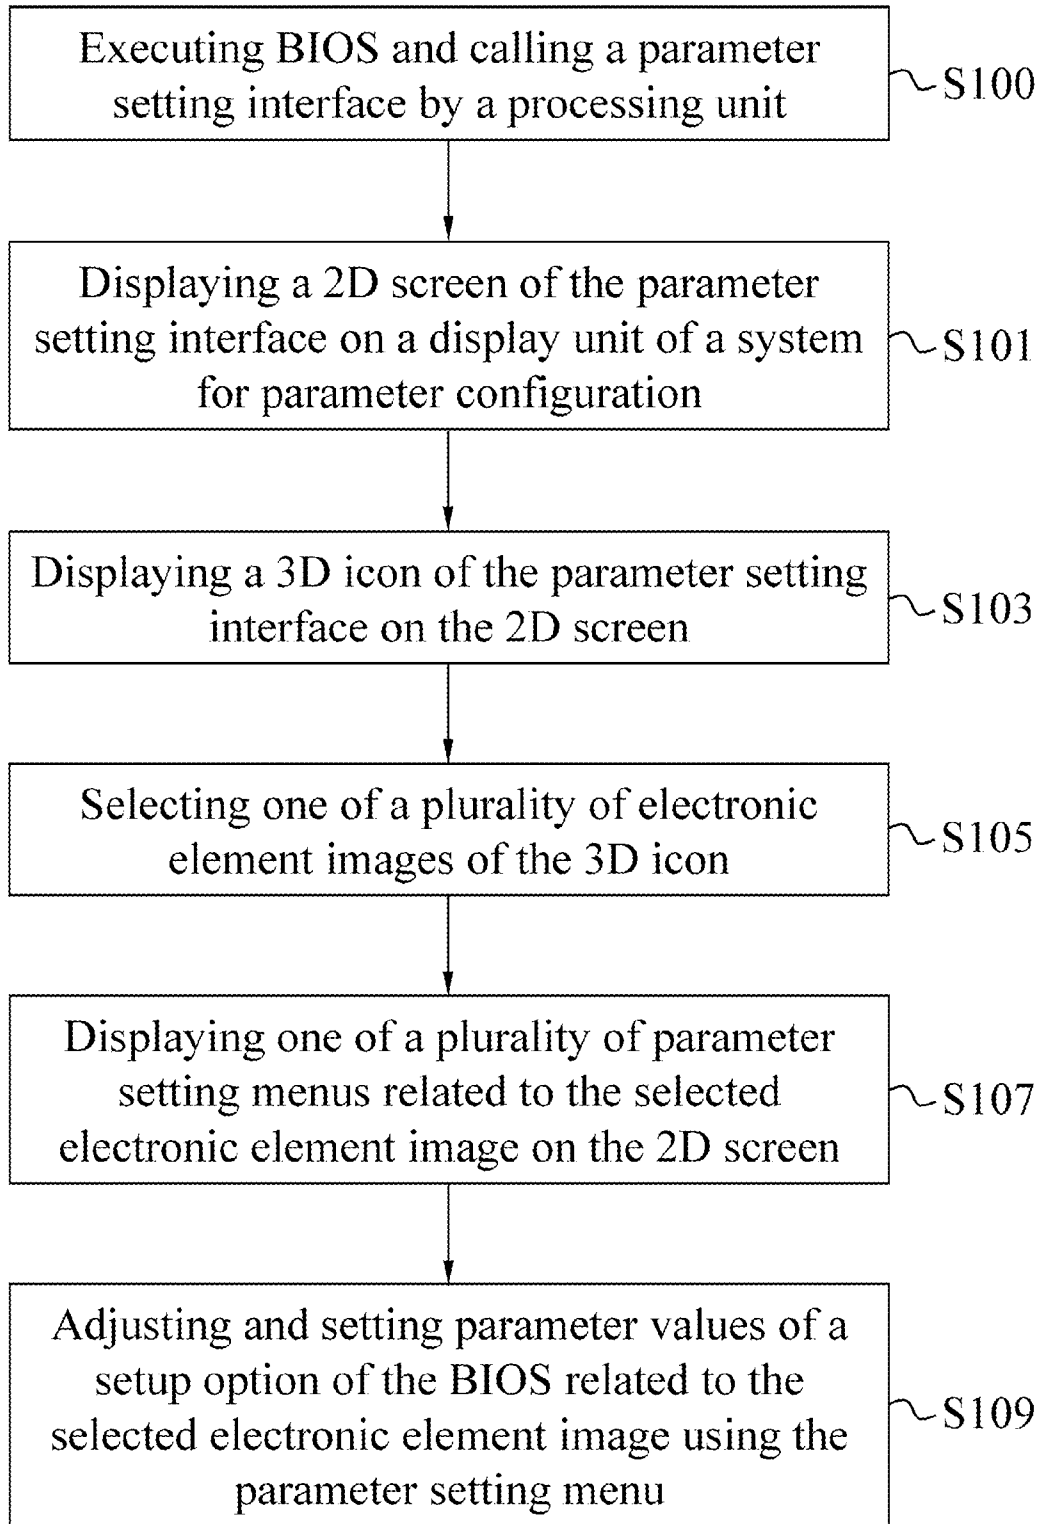 Executing BIOS and calling a parameter
setting interface by a processing unit
S100
Displaying a 2D screen of the parameter
setting interface on a display unit of a system
for parameter configuration
S101
Displaying a 3D icon of the parameter setting
interface on the 2D screen
S103
Selecting one of a plurality of electronic
element images of the 3D icon
S105
Displaying one of a plurality of parameter
setting menus related to the selected
electronic element image on the 2D screen
S107
Adjusting and setting parameter values of a
setup option of the BIOS related to the
selected electronic element image using the
parameter setting menu
S109